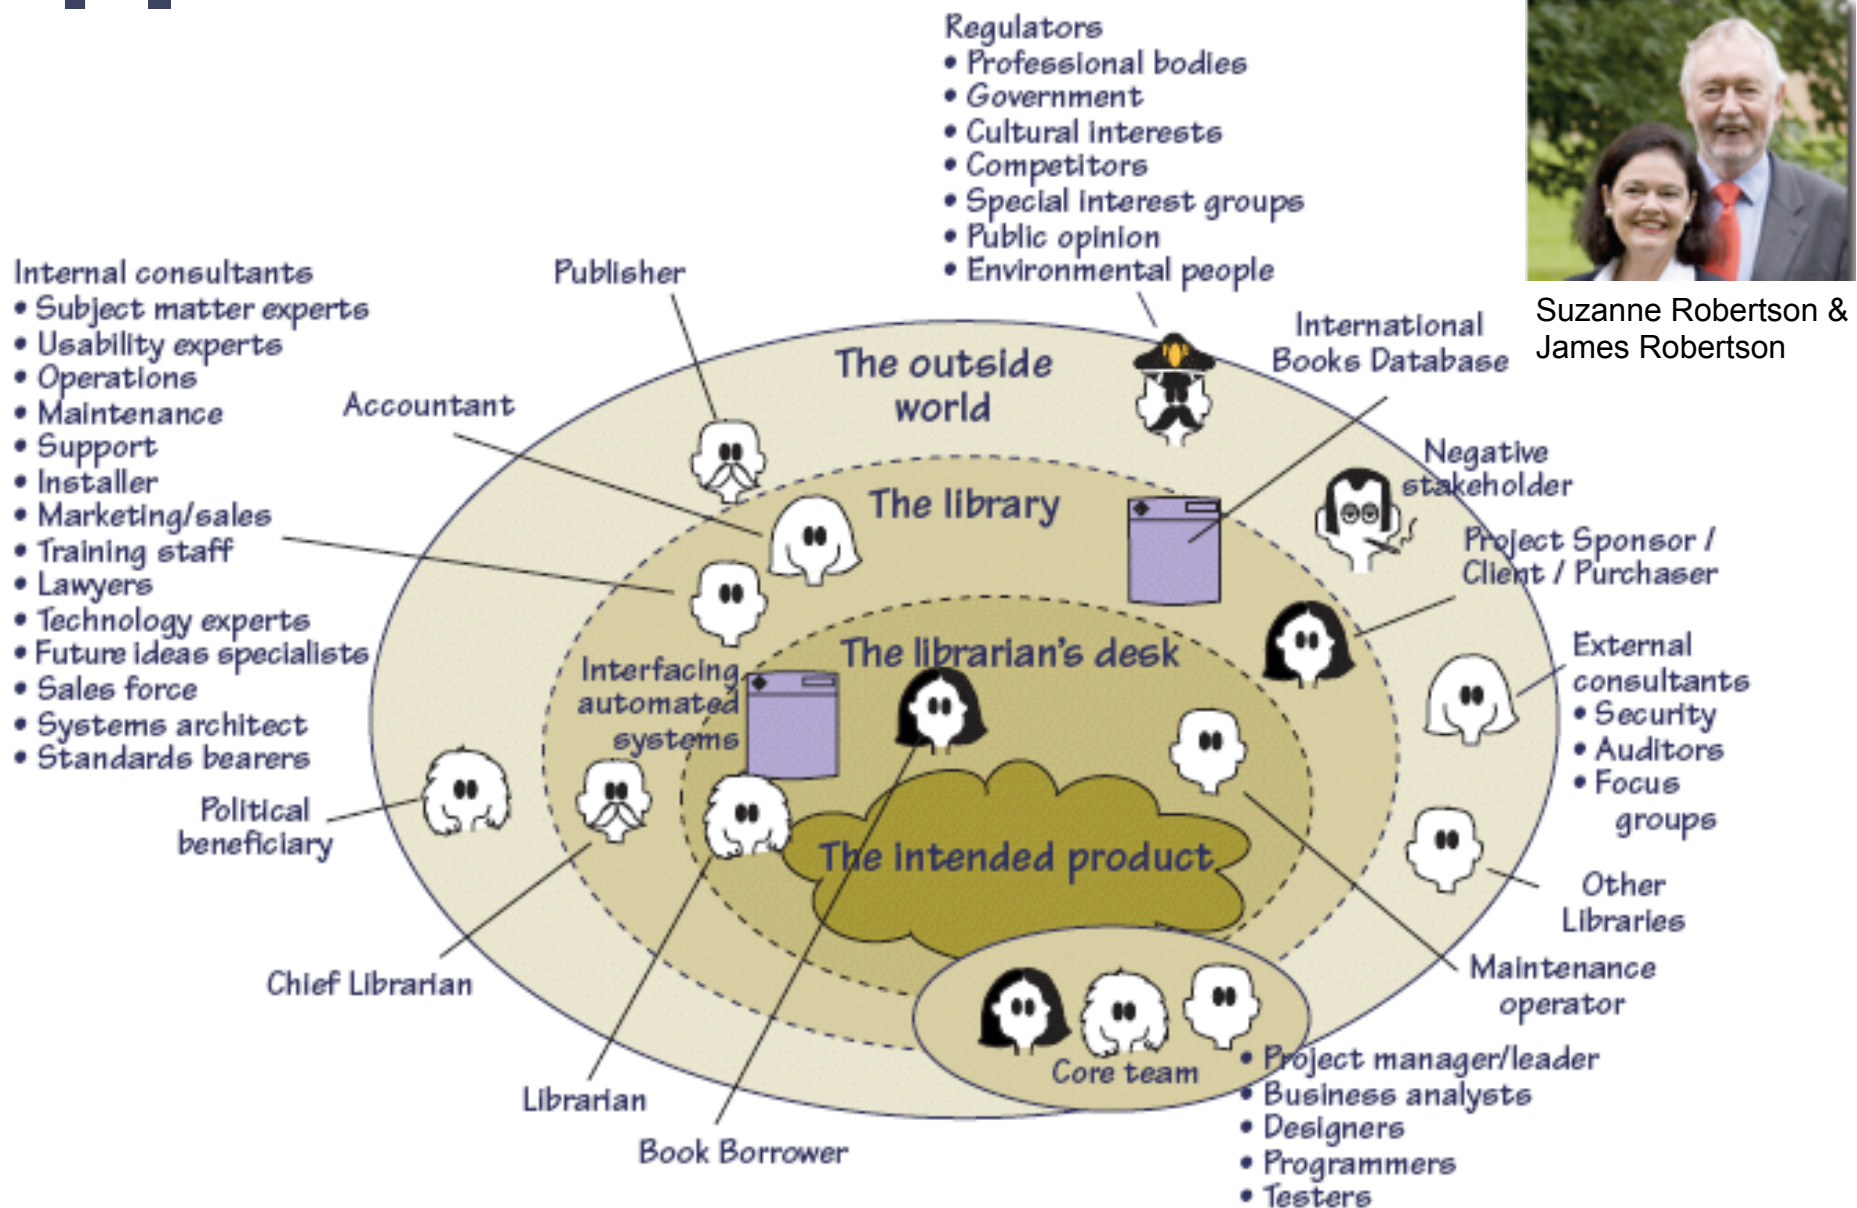 Regulators
• Professional bodies
• Government
• Cultural interests
• Competitors
• Special interest groups
• Public opinion
• Environmental people
Suzanne Robertson &
James Robertson
Internal consultants
• Subject matter experts
• Usability experts
• Operations
• Maintenance
• Support
• Installer
• Marketing/sales
• Training staff
• Lawyers
• Technology experts
• Future ideas specialists
• Sales force
• Systems architect
• Standards bearers
Publisher
Accountant
International
Books Database
The outside
world
Negative
stakeholder
The library
Project Sponsor /
Client / Purchaser
The librarian's desk
Interfacing
automated
systems
External
consultants
• Security
• Auditors
• Focus
groups
Political
beneficiary
The intended product
Other
Libraries
Chief Librarian
Maintenance
operator
Core team
• Project manager/leader
• Business analysts
• Designers
• Programmers
• Testers
Librarian
Book Borrower